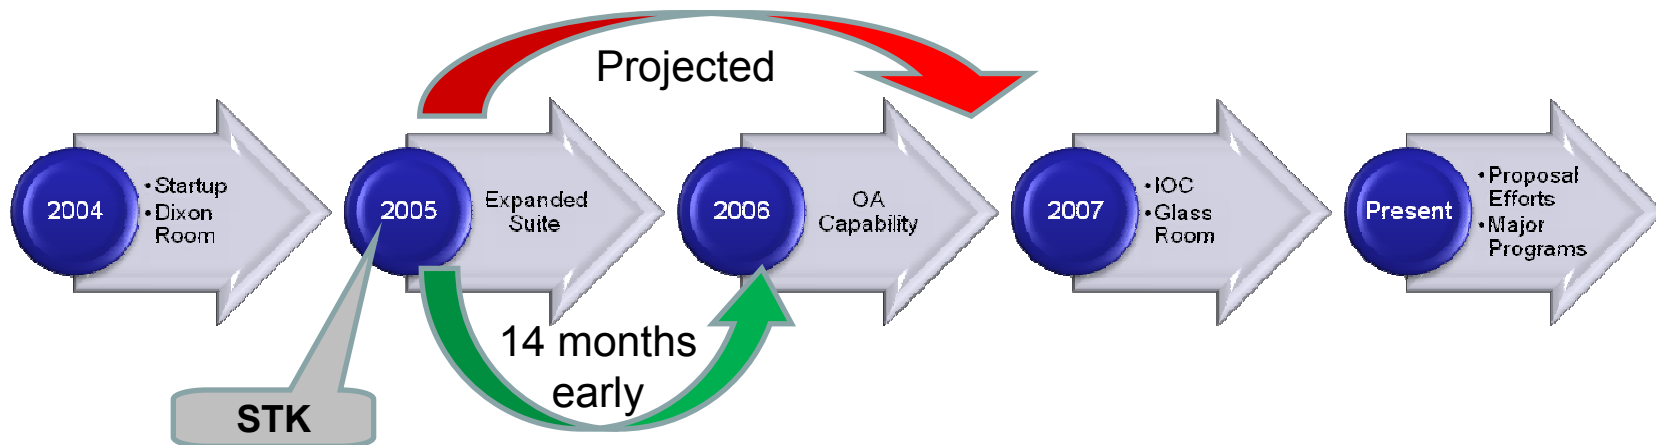 Projected
2004
•Startup
•Dixon
Room
2005
Expanded
Suite
2006
OA
Capability
2007
•IOC
•Glass
Room
Present
•Proposal
Efforts
•Major
Programs
14 months
early
STK